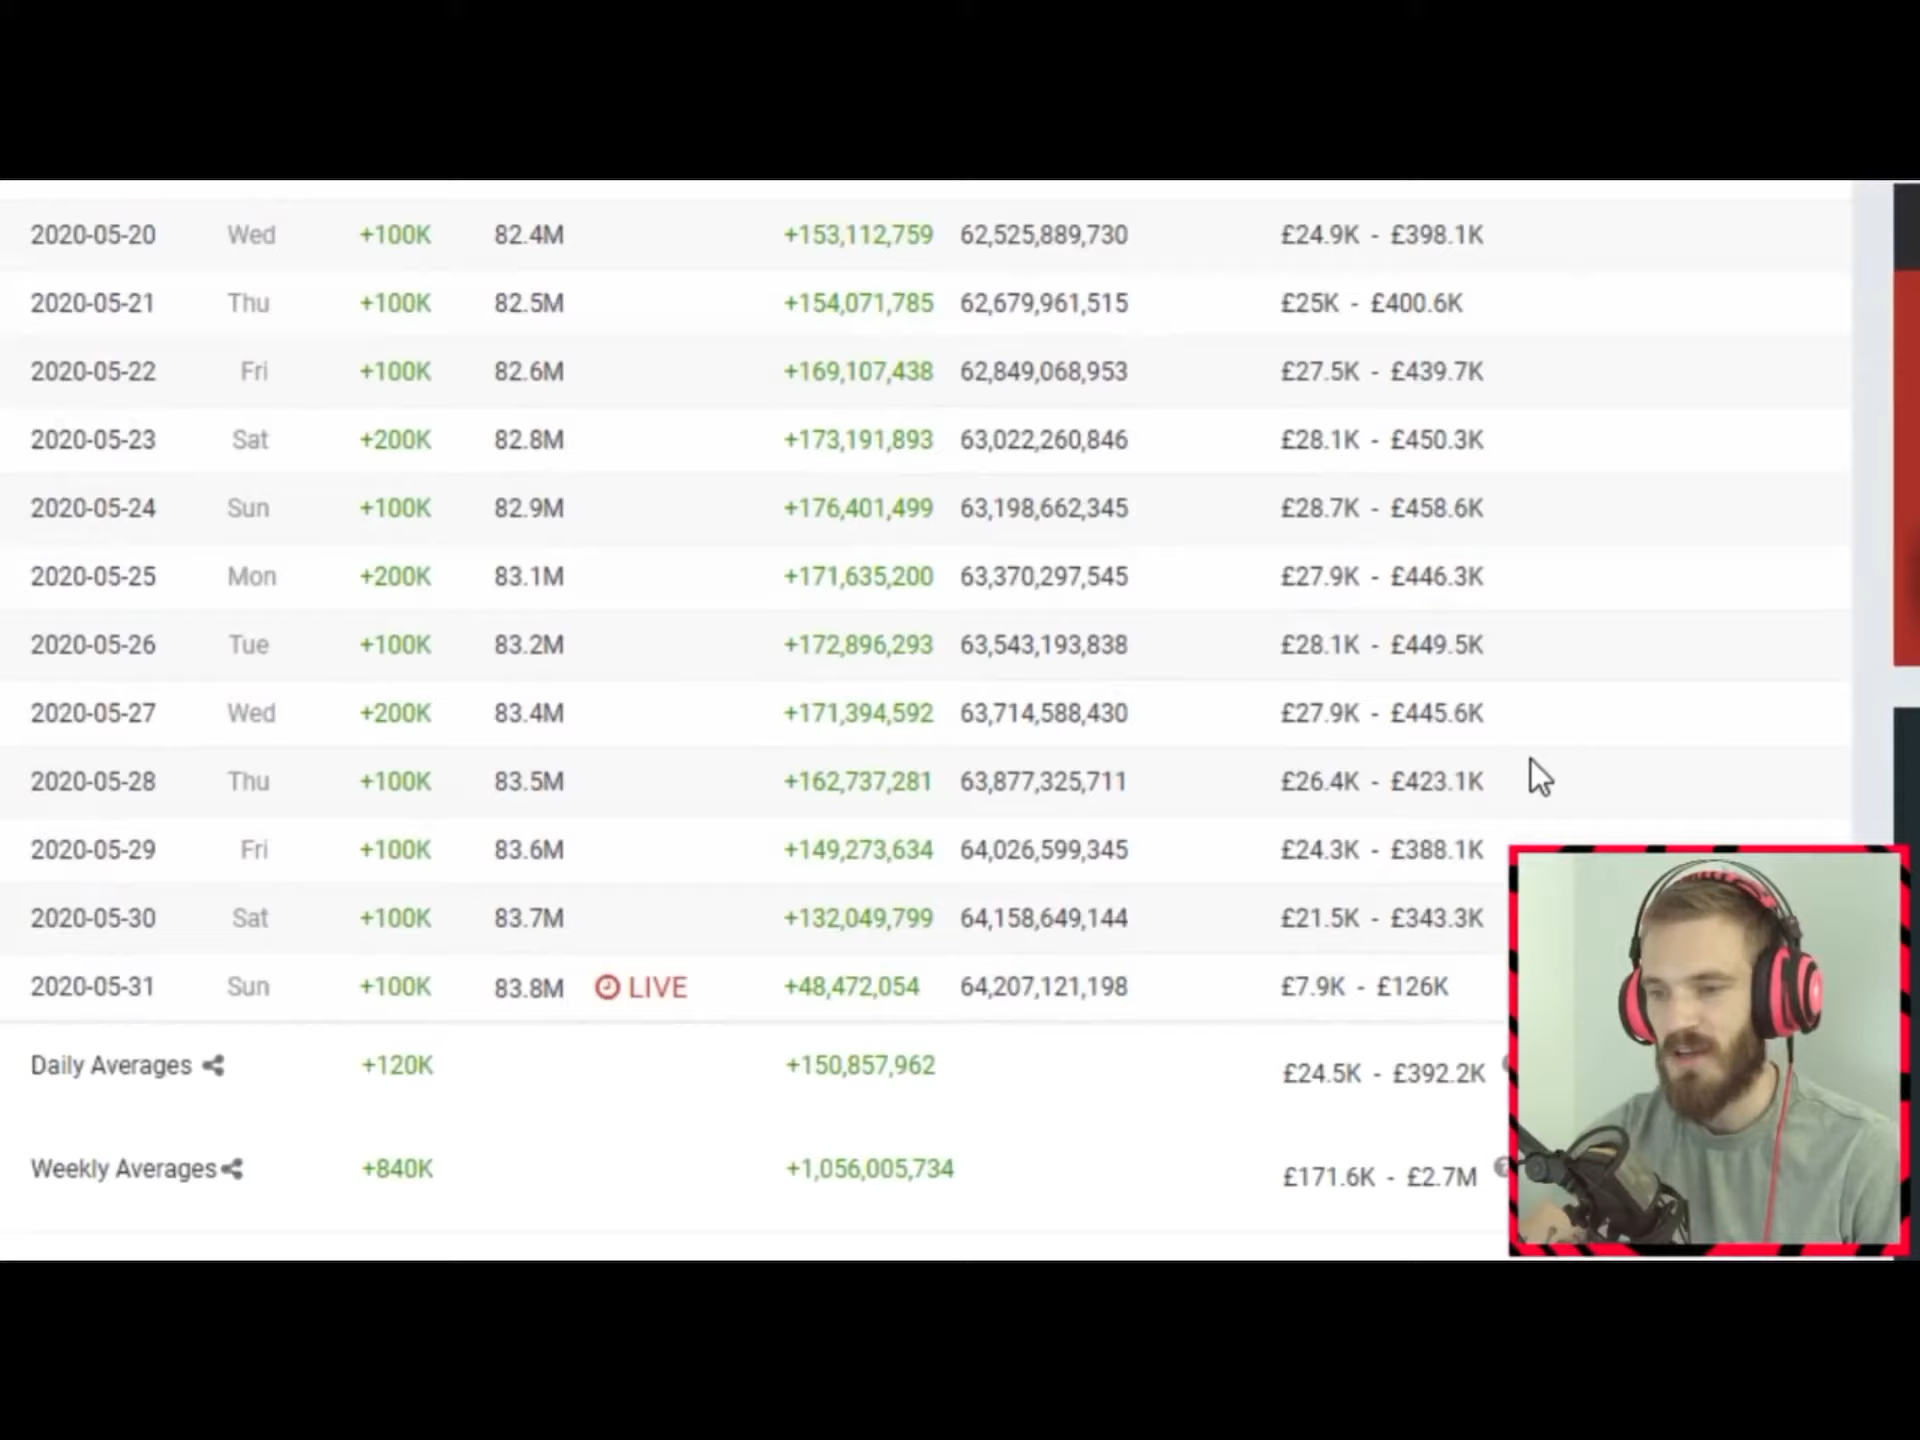 2020-05-20 Wed +100K 82.4M +153,112,759 62,525,889,730 £24.9K - £398.1K
2020-05-21 Thu +100K 82.5M +154,071,785 62,679,961,515 £25K - £400.6K
2020-05-22 Fri +100K 82.6M +169,107,438 62,849,068,953 £27.5K - £439.7K
2020-05-23 Sat +200K 82.8M +173,191,893 63,022,260,846 £28.1K - £450.3K
2020-05-24 Sun +100K 82.9M +176,401,499 63,198,662,345 £28.7K - £458.6K
2020-05-25 Mon +200K 83.1M +171,635,200 63,370,297,545 £27.9K - £446.3K
2020-05-26 Tue +100K 83.2M +172,896,293 63,543,193,838 £28.1K - £449.5K
2020-05-27 Wed +200K 83.4M +171,394,592 63,714,588,430 £27.9K - £445.6K
2020-05-28 Thu +100K 83.5M +162,737,281 63,877,325,711 £26.4K - £423.1K
2020-05-29 Fri +100K 83.6M +149,273,634 64,026,599,345 £24.3K - £388.1K
2020-05-30 Sat +100K 83.7M +132,049,799 64,158,649,144 £21.5K - £343.3K
2020-05-31 Sun +100K 83.8M LIVE +48,472,054 64,207,121,198 £7.9K - £126K
Daily Averages +120K +150,857,962 £24.5K - £392.2K
Weekly Averages +840K +1,056,005,734 £171.6K - £2.7M